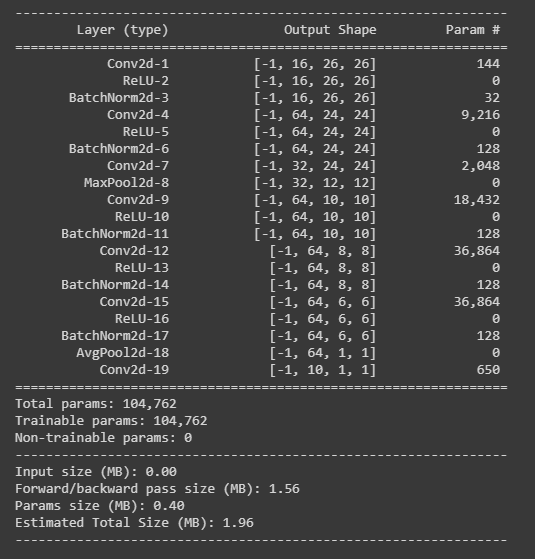 ----------------------------------------------------------------
Layer (type) Output Shape Param #
================================================================
Conv2d-1 [-1, 16, 26, 26] 144
ReLU-2 [-1, 16, 26, 26] 0
BatchNorm2d-3 [-1, 16, 26, 26] 32
Conv2d-4 [-1, 64, 24, 24] 9,216
ReLU-5 [-1, 64, 24, 24] 0
BatchNorm2d-6 [-1, 64, 24, 24] 128
Conv2d-7 [-1, 32, 24, 24] 2,048
MaxPool2d-8 [-1, 32, 12, 12] 0
Conv2d-9 [-1, 64, 10, 10] 18,432
ReLU-10 [-1, 64, 10, 10] 0
BatchNorm2d-11 [-1, 64, 10, 10] 128
Conv2d-12 [-1, 64, 8, 8] 36,864
ReLU-13 [-1, 64, 8, 8] 0
BatchNorm2d-14 [-1, 64, 8, 8] 128
Conv2d-15 [-1, 64, 6, 6] 36,864
ReLU-16 [-1, 64, 6, 6] 0
BatchNorm2d-17 [-1, 64, 6, 6] 128
AvgPool2d-18 [-1, 64, 1, 1] 0
Conv2d-19 [-1, 10, 1, 1] 650
================================================================
Total params: 104,762
Trainable params: 104,762
Non-trainable params: 0
----------------------------------------------------------------
Input size (MB): 0.00
Forward/backward pass size (MB): 1.56
Params size (MB): 0.40
Estimated Total Size (MB): 1.96
----------------------------------------------------------------